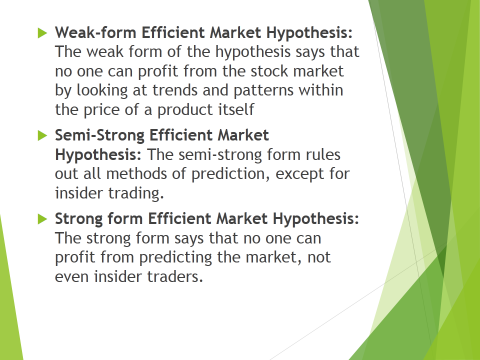 Weak-form Efficient Market Hypothesis:
The weak form of the hypothesis says that
no one can profit from the stock market
by looking at trends and patterns within
the price of a product itself
Semi-Strong Efficient Market
Hypothesis: The semi-strong form rules
out all methods of prediction, except for
insider trading.
Strong form Efficient Market Hypothesis:
The strong form says that no one can
profit from predicting the market, not
even insider traders.